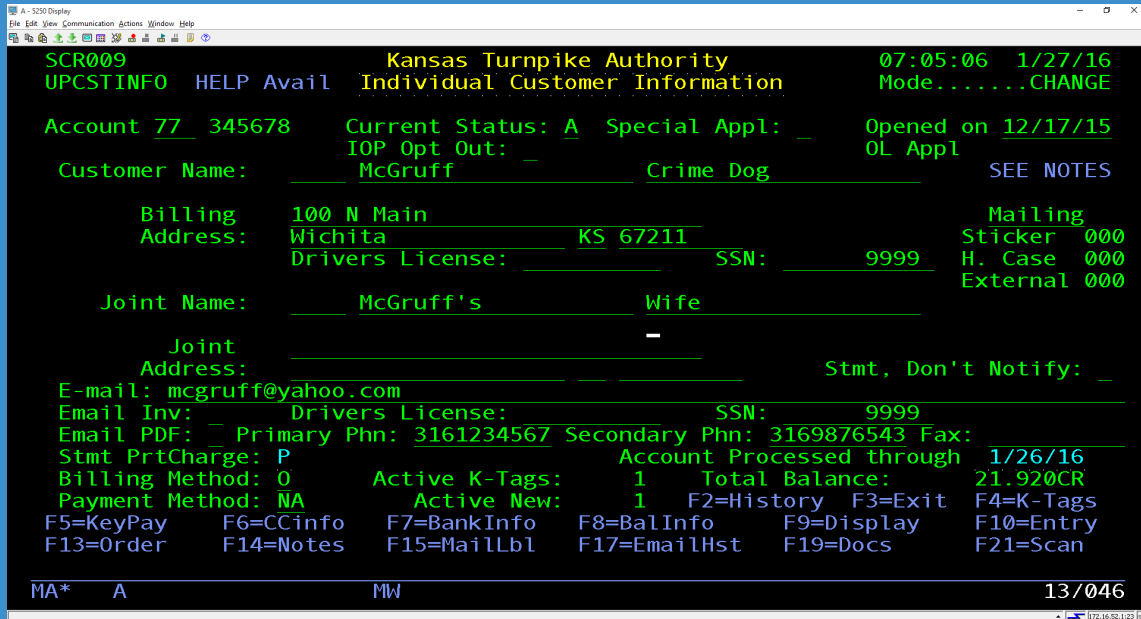 A - 5250 Display
File Edit View Communication Actions Window Help
SCR009 Kansas Turnpike Authority 07:05:06 1/27/16
UPCSTINFO HELP Avail Individual Customer Information Mode.......CHANGE
Account 77 345678 Current Status: A Special Appl: _ Opened on 12/17/15
IOP Opt Out: _ OL Appl
Customer Name: McGruff Crime Dog SEE NOTES
Billing 100 N Main Mailing
Address: Wichita KS 67211 Sticker 000
Drivers License: SSN: 9999 H. Case 000
External 000
Joint Name: McGruff's Wife
Joint
Address: Stmt, Don't Notify: _
E-mail: mcgruff@yahoo.com
Email Inv: _ Drivers License: SSN: 9999
Email PDF: _ Primary Phn: 3161234567 Secondary Phn: 3169876543 Fax:
Stmt PrtCharge: P Account Processed through 1/26/16
Billing Method: O Active K-Tags: 1 Total Balance: 21.920CR
Payment Method: NA Active New: 1 F2=History F3=Exit F4=K-Tags
F5=KeyPay F6=CCinfo F7=BankInfo F8=BalInfo F9=Display F10=Entry
F13=Order F14=Notes F15=MailLbl F17=EmailHst F19=Docs F21=Scan
MA* A MW 13/046
172.16.52.1:23